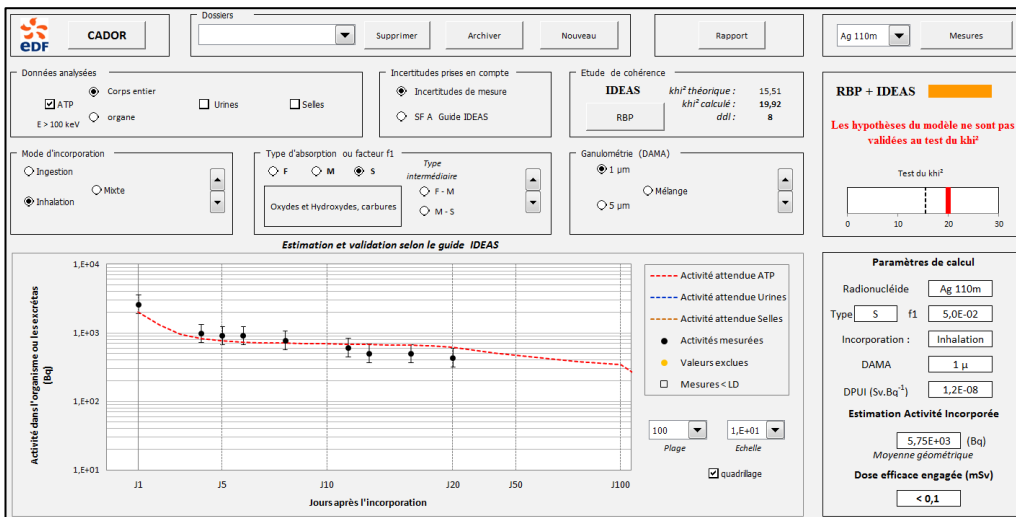 eDF
CADOR
Dossiers
Supprimer
Archiver
Nouveau
Rapport
Ag 110m
Mesures
Données analysées
ATP
E > 100 keV
Corps entier
organe
Urines
Selles
Incertitudes prises en compte
Incertitudes de mesure
SF A Guide IDEAS
Etude de cohérence
IDEAS
RBP
khi² théorique : 15,51
khi² calculé : 19,92
ddl : 8
RBP + IDEAS
Les hypothèses du modèle ne sont pas
validées au test du khi²
Test du khi²
0 10 20 30
Mode d'incorporation
Ingestion
Mixte
Inhalation
Type d'absorption ou facteur f1
F M S
Oxydes et Hydroxydes, carbures
Type
intermédiaire
F - M
M - S
Ganulométrie (DAMA)
1 µm
Mélange
5 µm
Estimation et validation selon le guide IDEAS
Activité dans l'organisme ou les excrétas
(Bq)
1,E+04
1,E+03
1,E+02
1,E+01
J1 J5 J10 J20 J50 J100
Jours après l'incorporation
Activité attendue ATP
Activité attendue Urines
Activité attendue Selles
Activités mesurées
Valeurs exclues
Mesures < LD
100
Plage
1,E+01
Echelle
quadrillage
Paramètres de calcul
Radionucléide Ag 110m
Type S f1 5,0E-02
Incorporation : Inhalation
DAMA 1 µ
DPUI (Sv.Bq⁻¹) 1,2E-08
Estimation Activité Incorporée
5,75E+03 (Bq)
Moyenne géométrique
Dose efficace engagée (mSv)
< 0,1